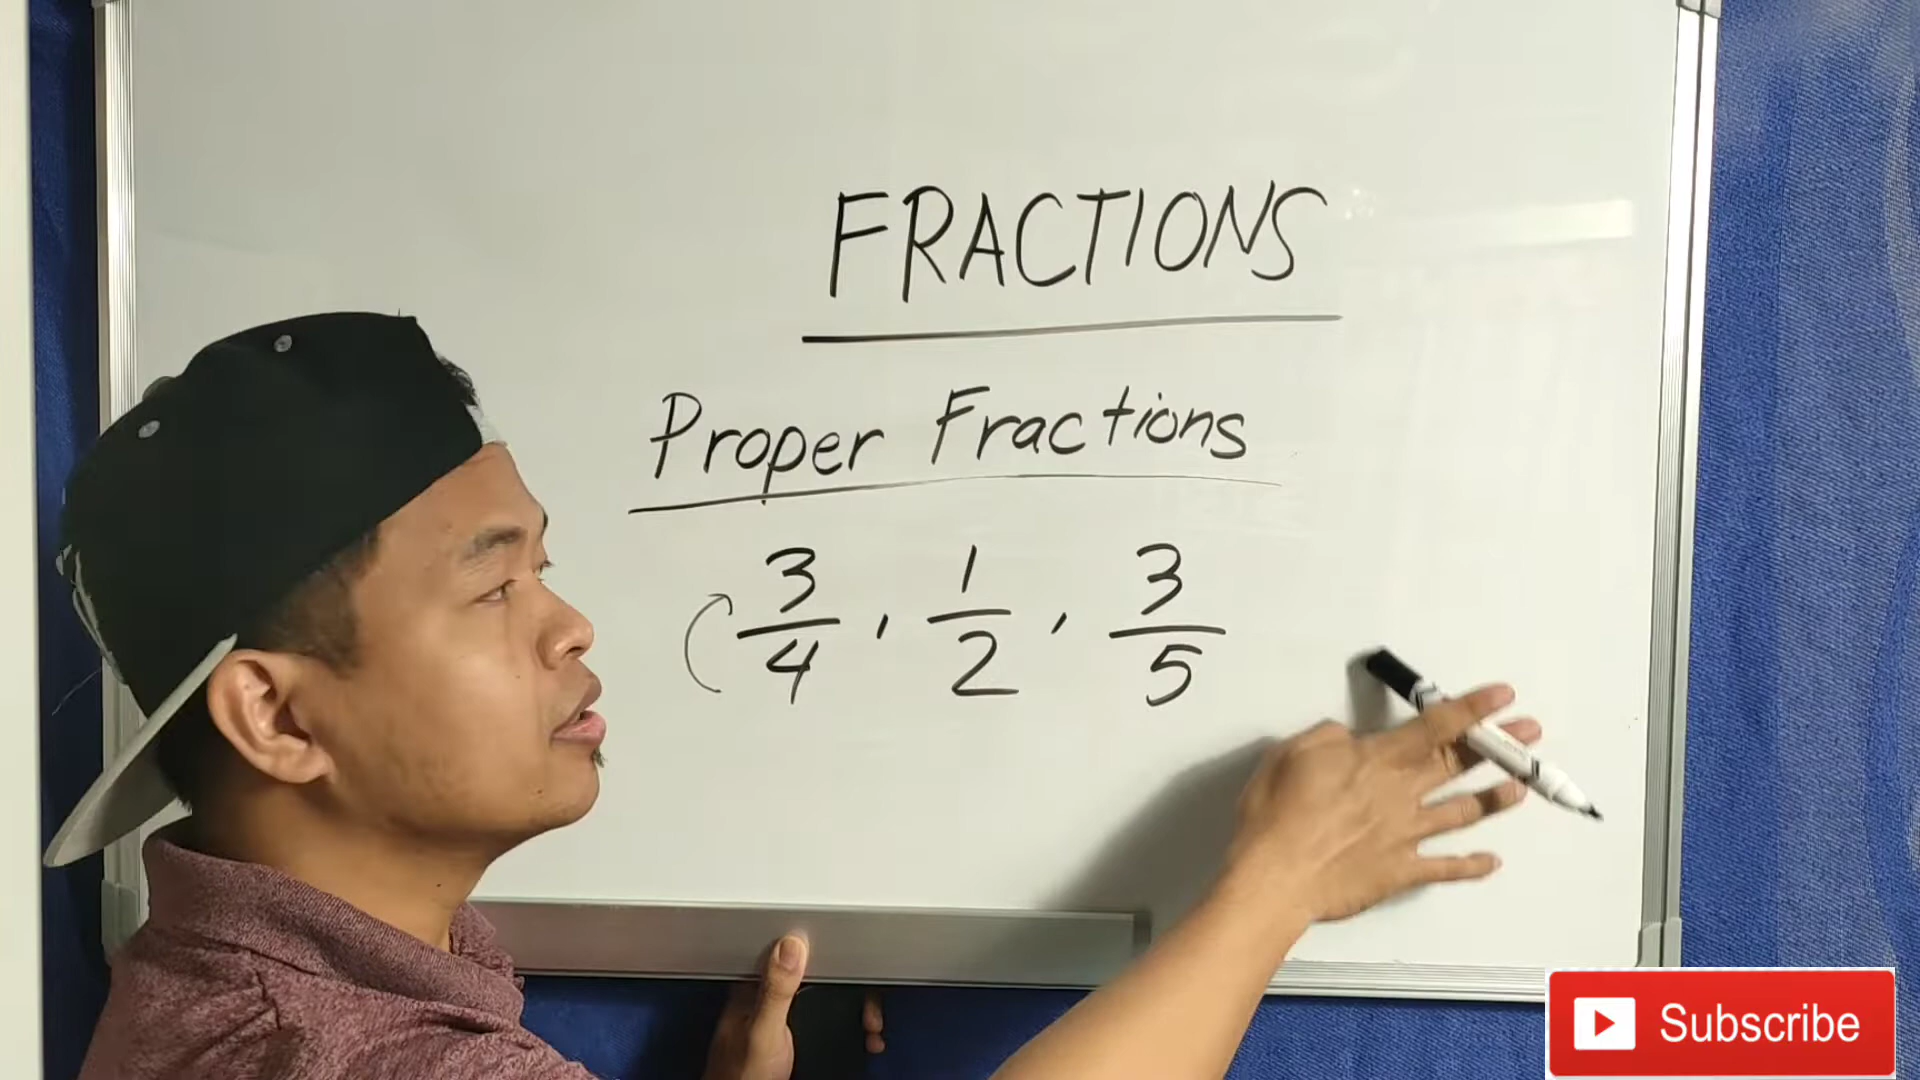 FRACTIONS
Proper Fractions
3/4 , 1/2 , 3/5
Subscribe